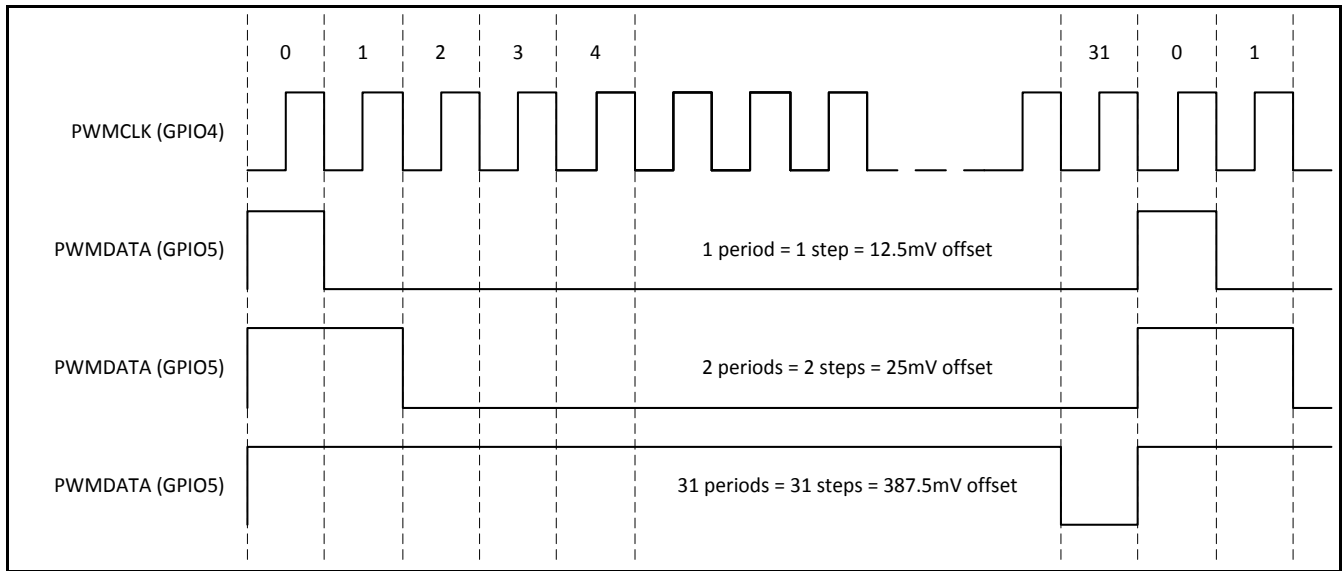 0 1 2 3 4 31 0 1
PWMCLK (GPIO4)
PWMDATA (GPIO5) 1 period = 1 step = 12.5mV offset
PWMDATA (GPIO5) 2 periods = 2 steps = 25mV offset
PWMDATA (GPIO5) 31 periods = 31 steps = 387.5mV offset